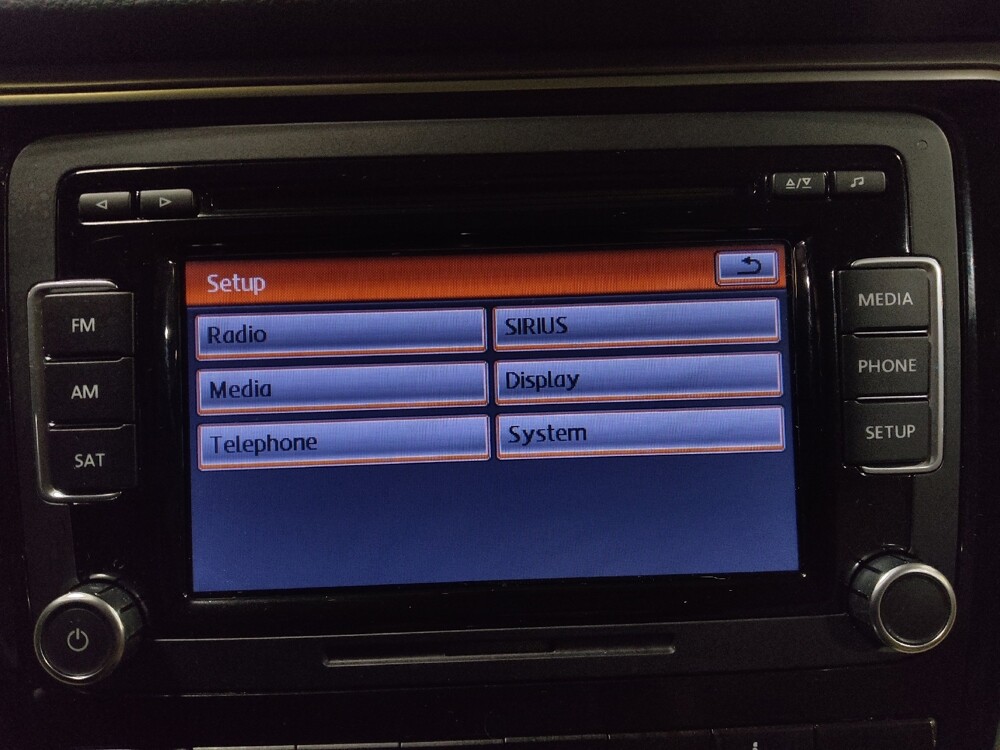 Setup
Radio
SIRIUS
Media
Display
Telephone
System
FM
AM
SAT
MEDIA
PHONE
SETUP